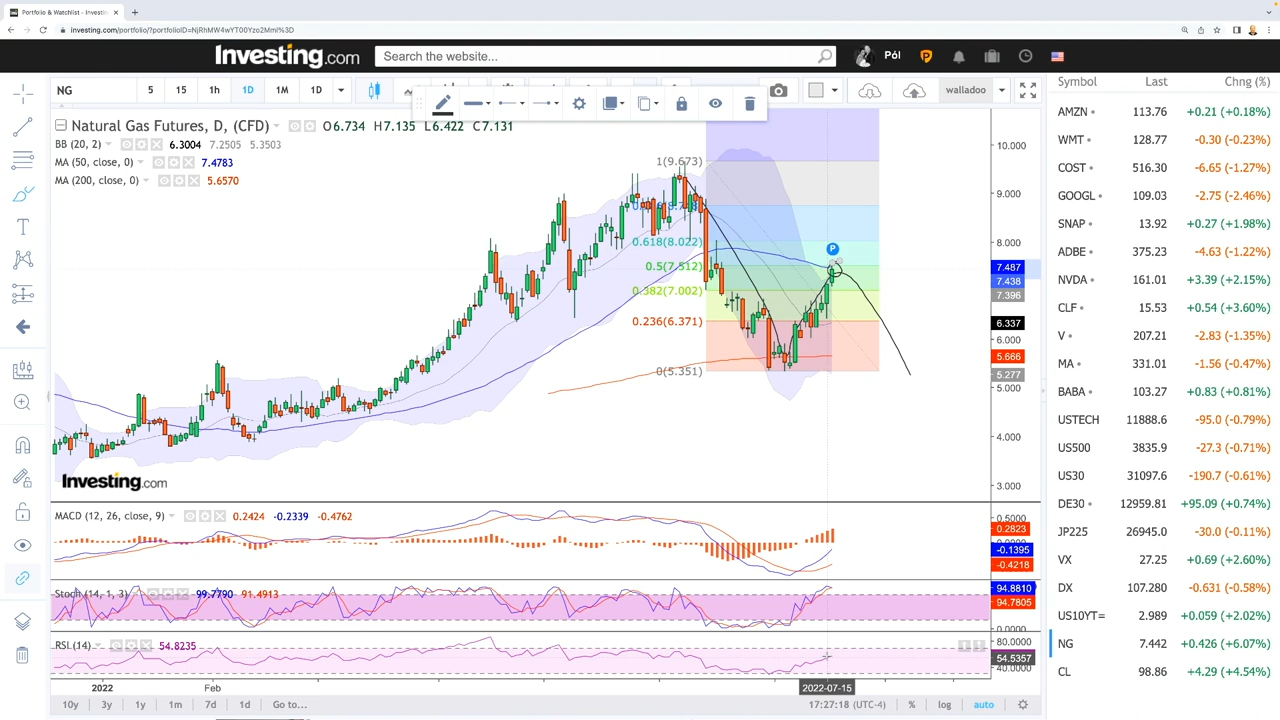 Portfolio & Watchlist - Investing.
investing.com/portfolio/?portfolioID=NjRhMW4wYT00Yzo2MmI%3D
Investing.com
Search the website...
Pól
NG
5 15 1h 1D 1M 1D
walladoo
Natural Gas Futures, D, (CFD) O6.734 H7.135 L6.422 C7.131
BB (20, 2) 6.3004 7.2505 5.3503
MA (50, close, 0) 7.4783
MA (200, close, 0) 5.6570
1(9.673)
0.618(8.022)
0.5(7.512)
0.382(7.002)
0.236(6.371)
0(5.351)
P
10.000
9.000
8.000
7.487
7.438
7.396
6.337
6.000
5.666
5.277
5.000
4.000
3.000
Investing.com
MACD (12, 26, close, 9) 0.2424 -0.2339 -0.4762
0.5000
0.2823
-0.1395
-0.4218
Stoch (14, 1, 3) 99.7790 91.4913
94.8810
94.7805
0.0000
RSI (14) 54.8235
80.0000
54.5357
40.0000
2022 Feb 2022-07-15
10y 3y 1y 1m 7d 1d Go to... 17:27:18 (UTC-4) % log auto
Symbol Last Chng (%)
AMZN 113.76 +0.21 (+0.18%)
WMT 128.77 -0.30 (-0.23%)
COST 516.30 -6.65 (-1.27%)
GOOGL 109.03 -2.75 (-2.46%)
SNAP 13.92 +0.27 (+1.98%)
ADBE 375.23 -4.63 (-1.22%)
NVDA 161.01 +3.39 (+2.15%)
CLF 15.53 +0.54 (+3.60%)
V 207.21 -2.83 (-1.35%)
MA 331.01 -1.56 (-0.47%)
BABA 103.27 +0.83 (+0.81%)
USTECH 11888.6 -95.0 (-0.79%)
US500 3835.9 -27.3 (-0.71%)
US30 31097.6 -190.7 (-0.61%)
DE30 12959.81 +95.09 (+0.74%)
JP225 26945.0 -30.0 (-0.11%)
VX 27.25 +0.69 (+2.60%)
DX 107.280 -0.631 (-0.58%)
US10YT= 2.989 +0.059 (+2.02%)
NG 7.442 +0.426 (+6.07%)
CL 98.86 +4.29 (+4.54%)